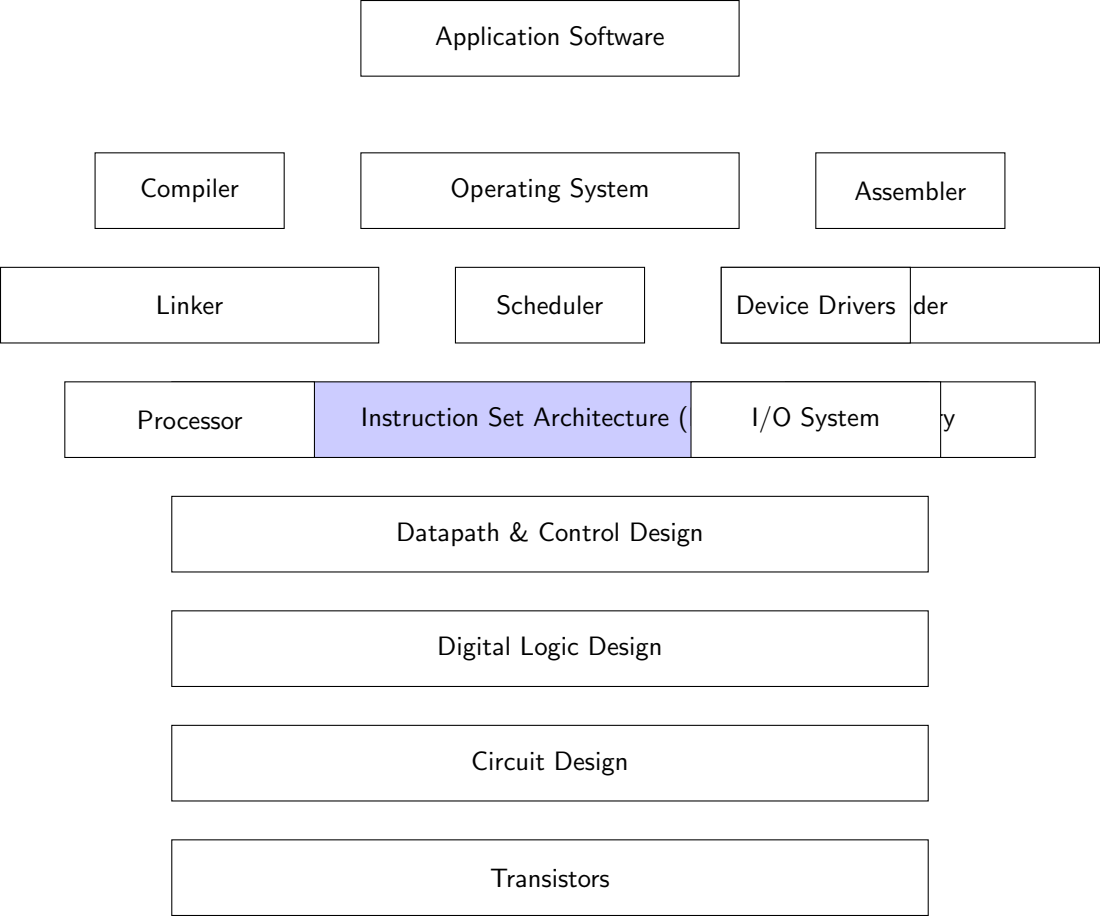 Application Software
Compiler
Operating System
Assembler
Linker
Scheduler
Device Drivers
der
Processor
Instruction Set Architecture (
I/O System
ry
Datapath & Control Design
Digital Logic Design
Circuit Design
Transistors